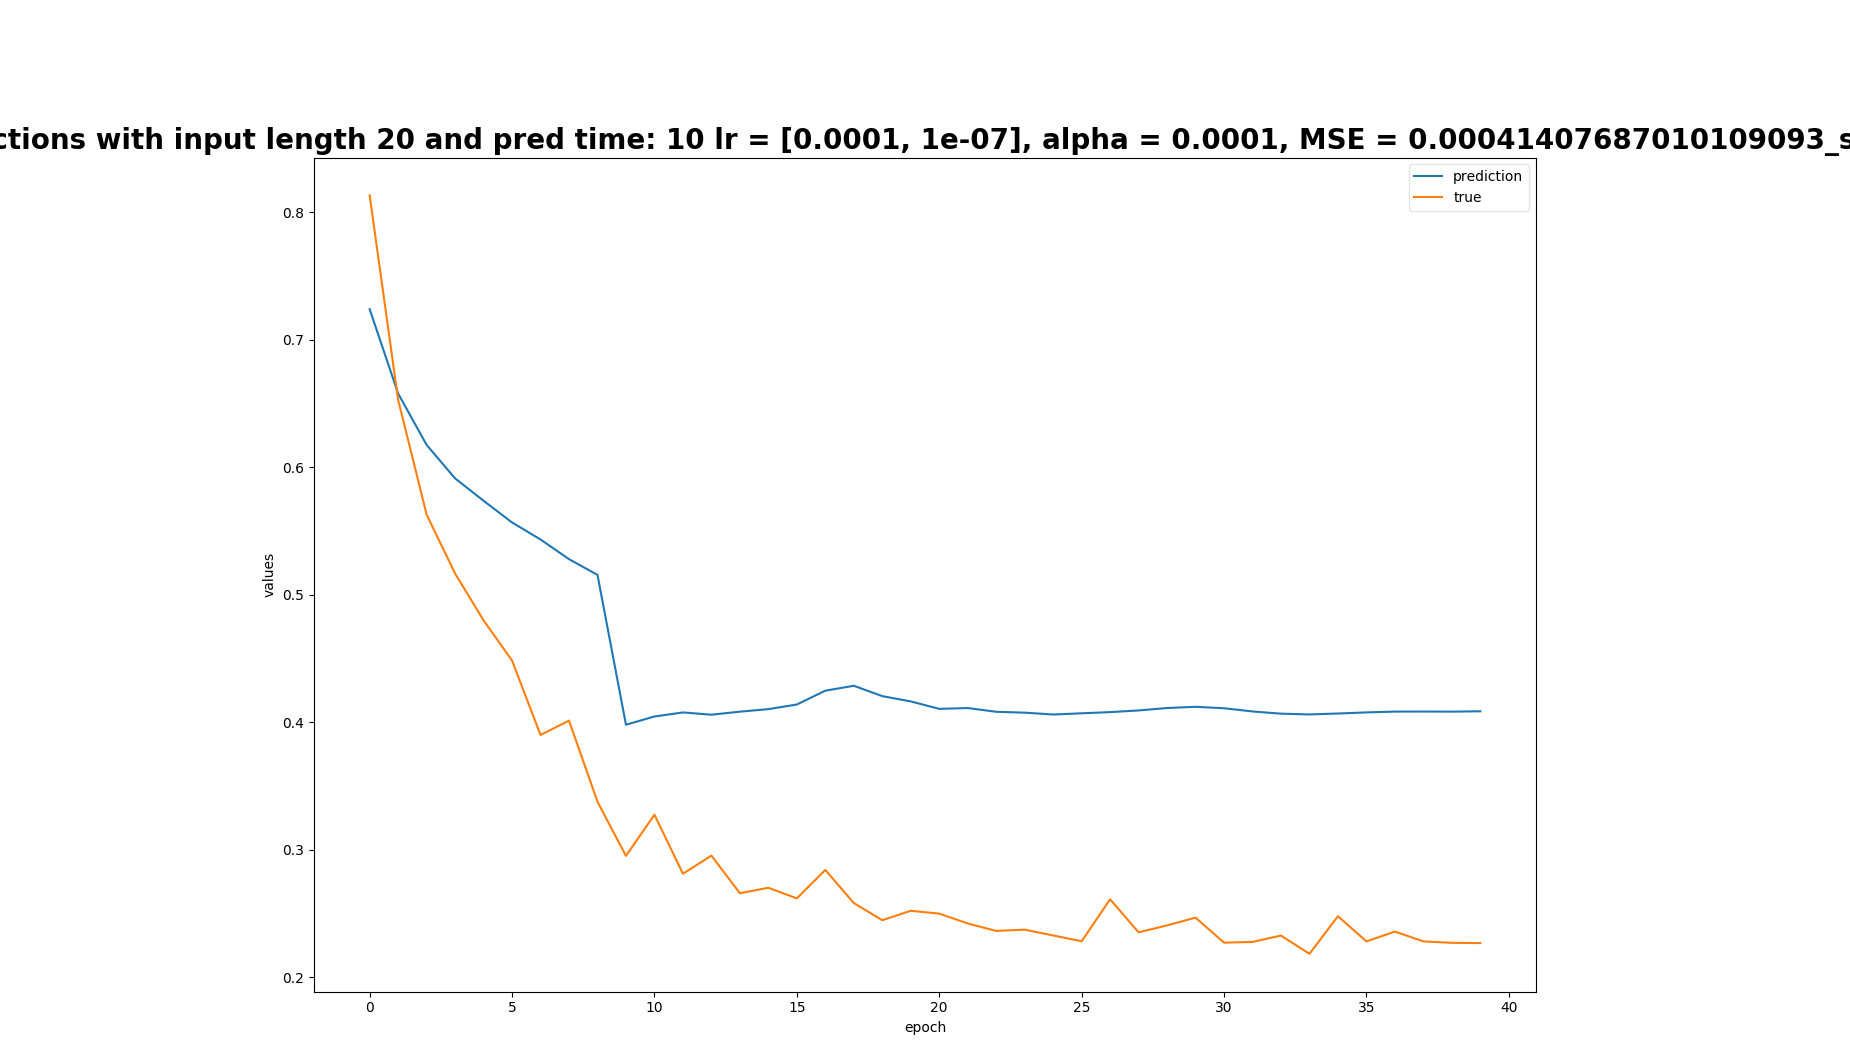 ctions with input length 20 and pred time: 10 lr = [0.0001, 1e-07], alpha = 0.0001, MSE = 0.00041407687010109093_s
prediction
true
0.8
0.7
0.6
0.5
0.4
0.3
0.2
values
0 5 10 15 20 25 30 35 40
epoch